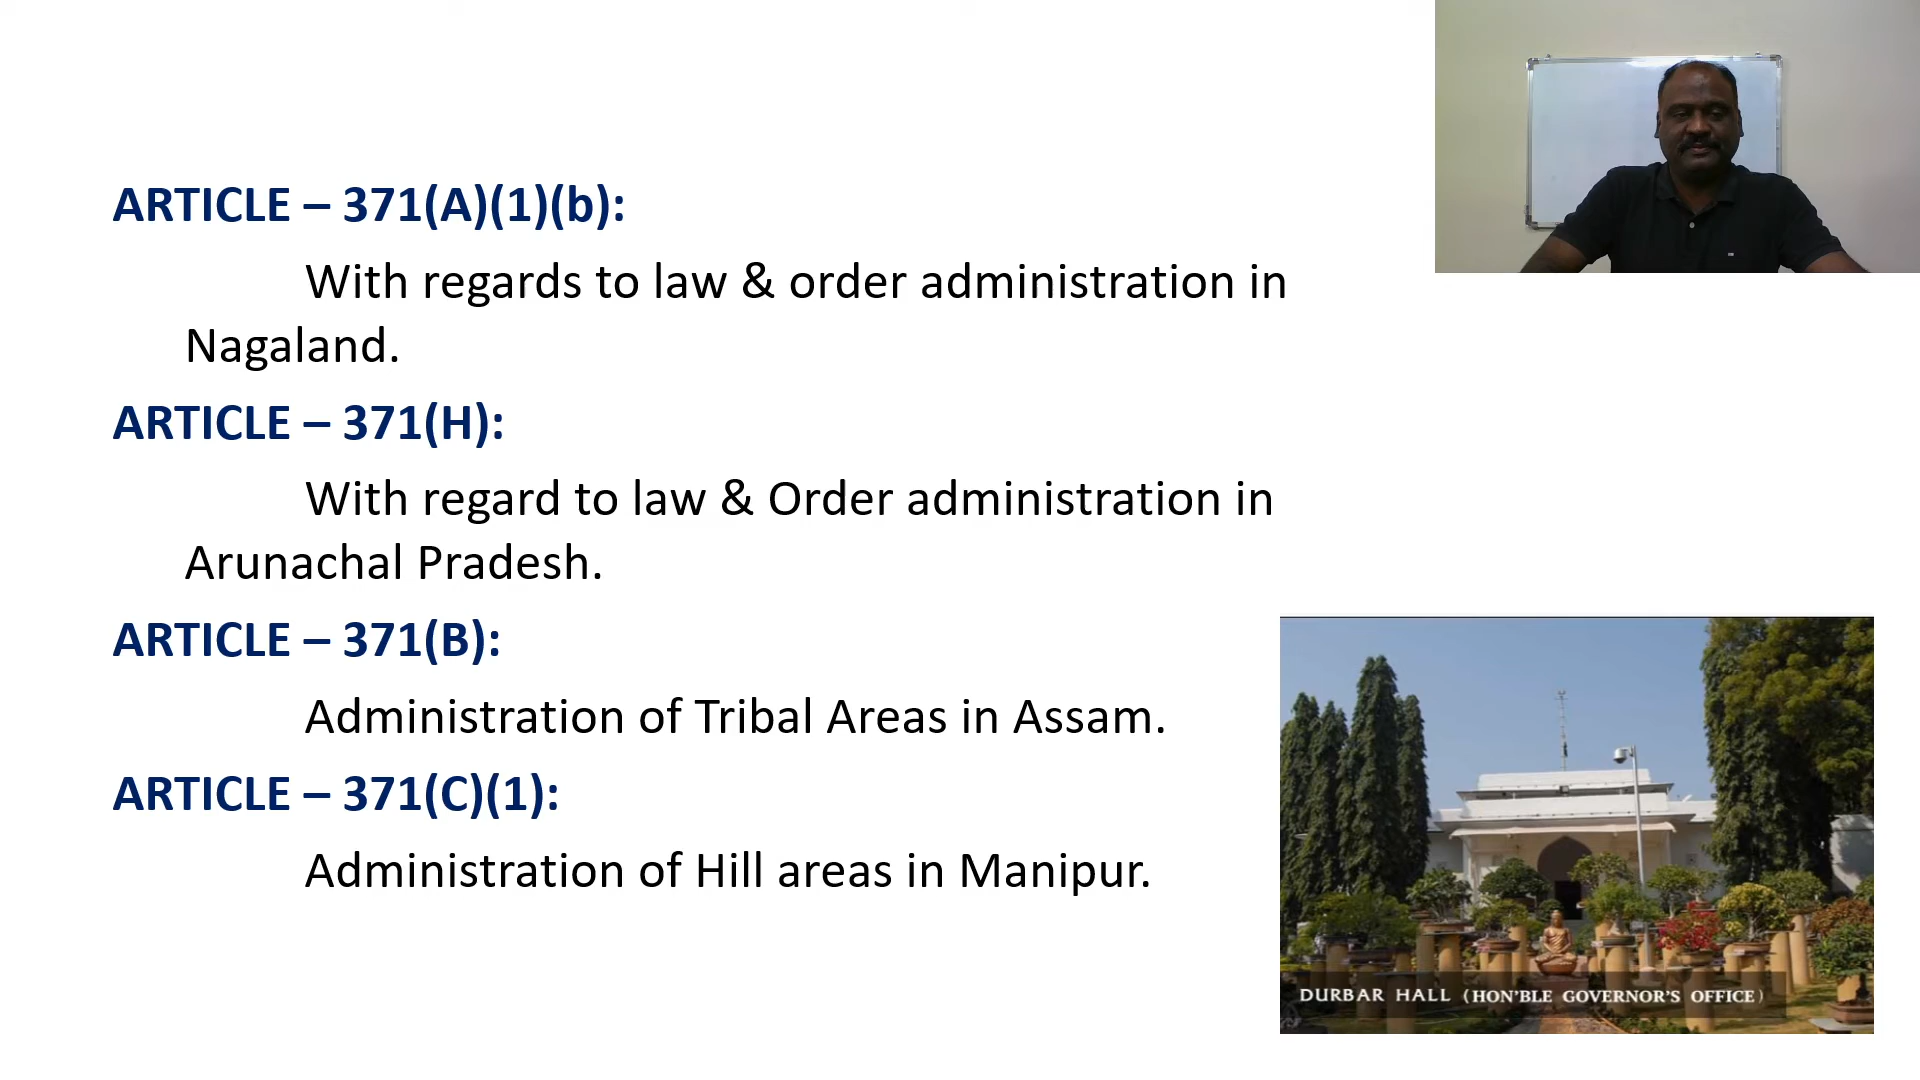 ARTICLE – 371(A)(1)(b):
With regards to law & order administration in
Nagaland.
ARTICLE – 371(H):
With regard to law & Order administration in
Arunachal Pradesh.
ARTICLE – 371(B):
Administration of Tribal Areas in Assam.
ARTICLE – 371(C)(1):
Administration of Hill areas in Manipur.
DURBAR HALL (HON'BLE GOVERNOR'S OFFICE)